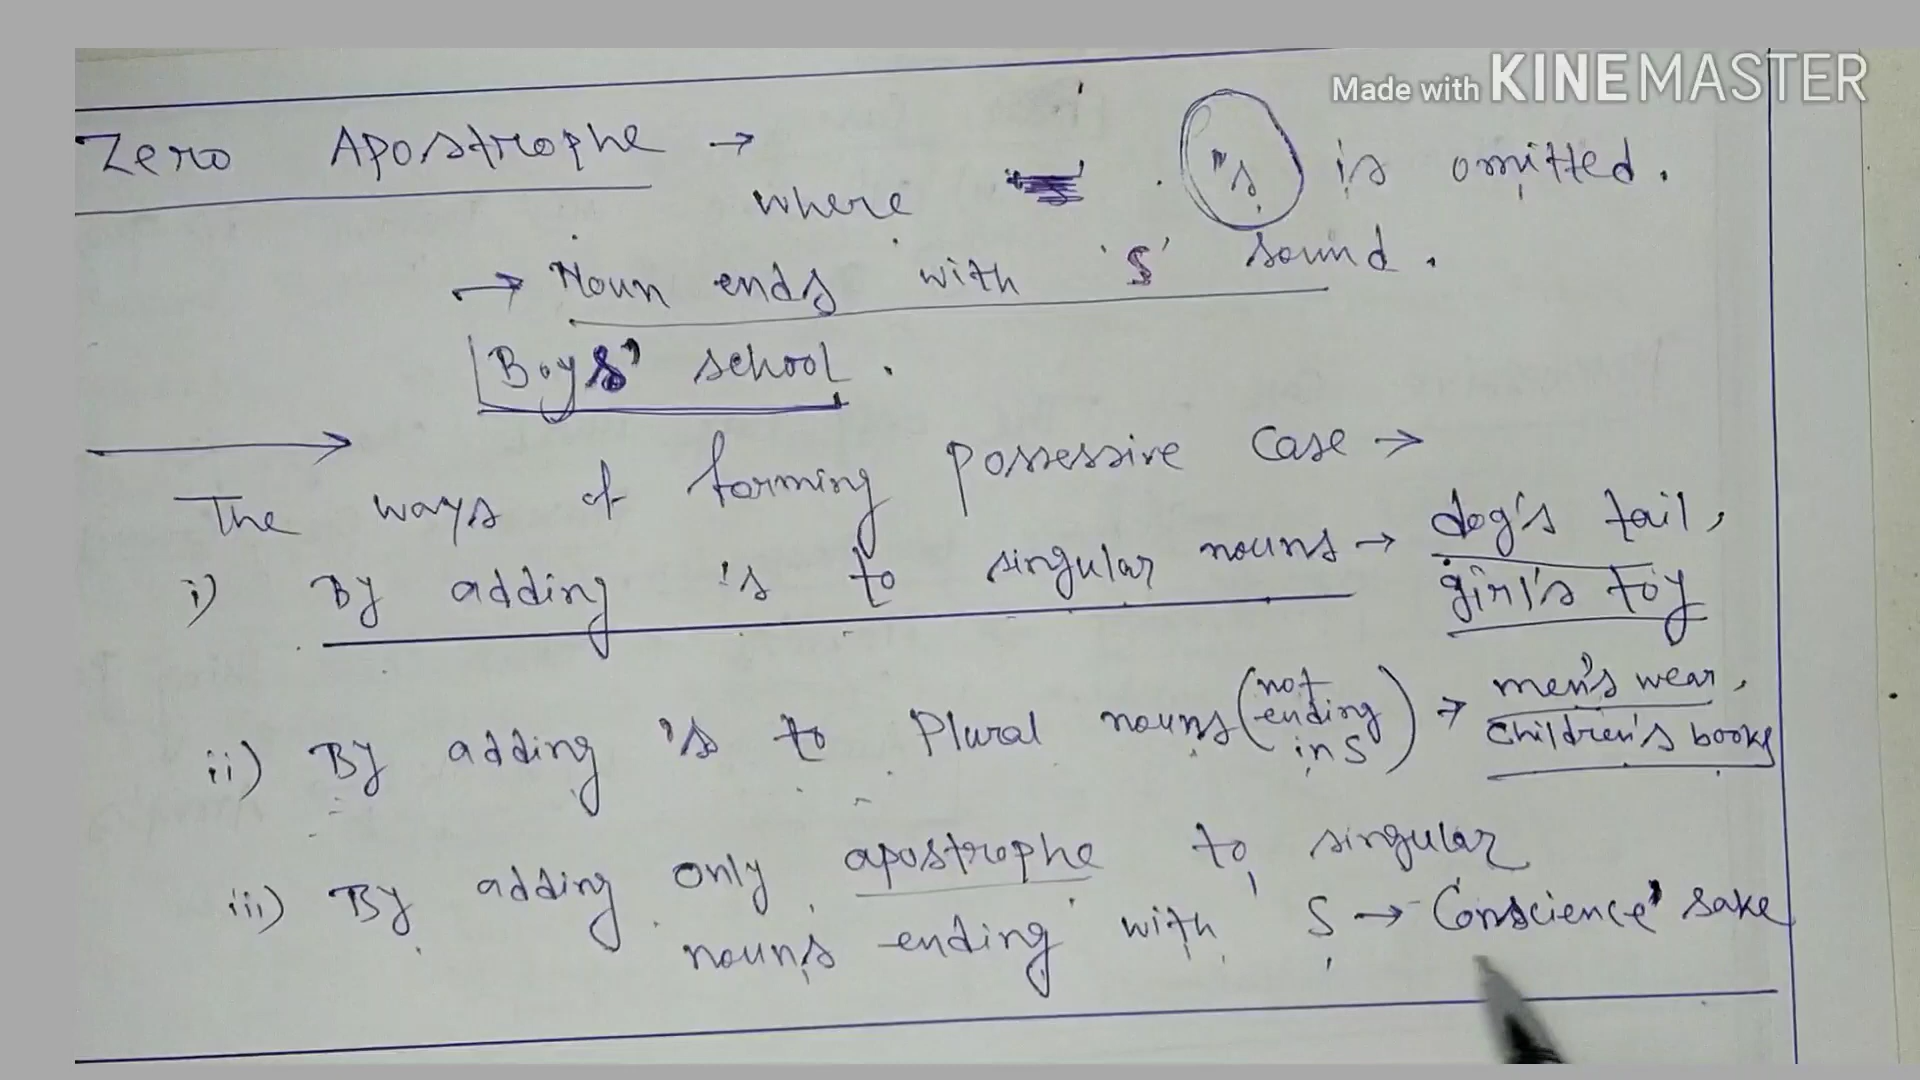 Made with KINEMASTER
Zero Apostrophe → where 's is omitted.
→ Noun ends with 's' sound.
Boys' school.
The ways of forming possessive case →
i) By adding 's to singular nouns → dog's tail,
girl's toy
ii) By adding 's to Plural nouns (not ending in S) → men's wear,
children's books
iii) By adding only apostrophe to singular
nouns ending with S → Conscience' sake